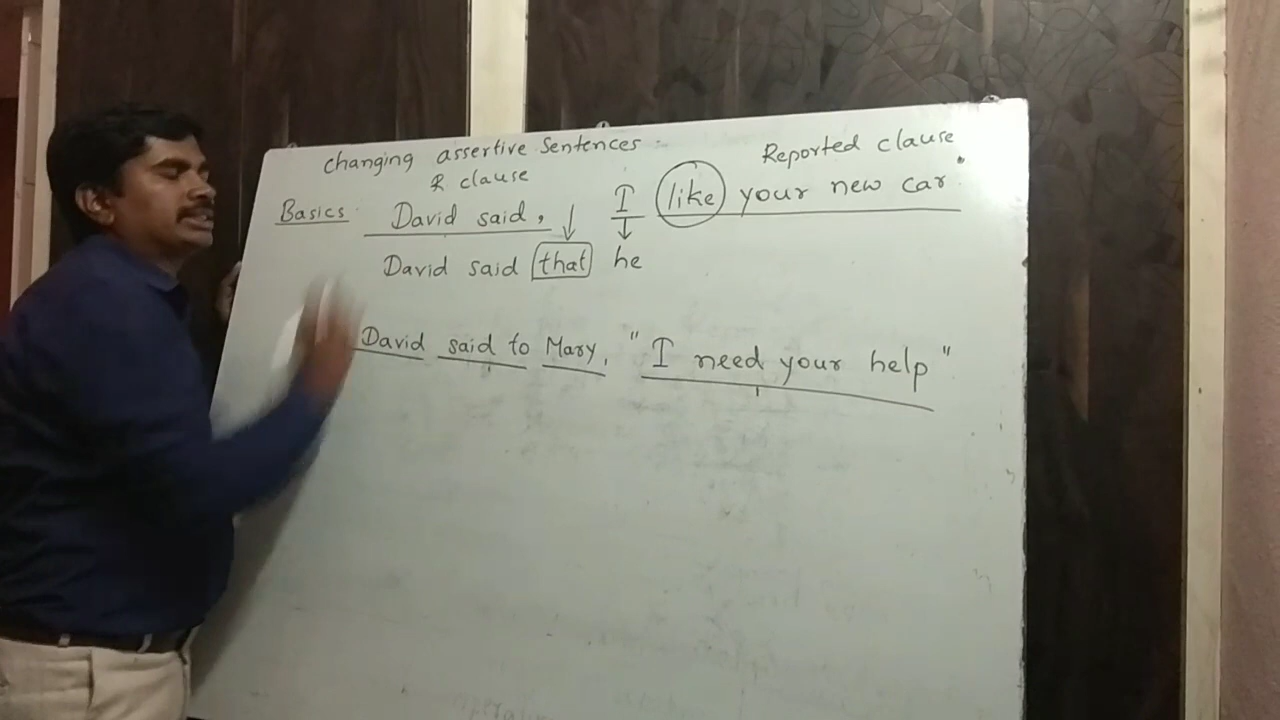 Changing assertive Sentences :
Reported clause
R clause
Basics David said, I like your new car.
David said that he
David said to Mary, "I need your help"